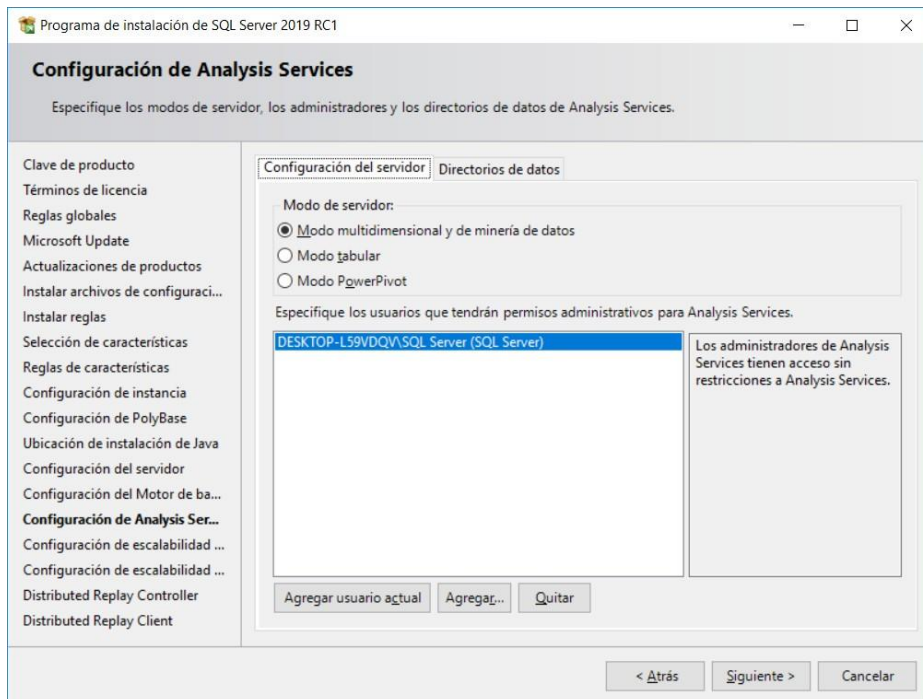 Programa de instalación de SQL Server 2019 RC1
Configuración de Analysis Services
Especifique los modos de servidor, los administradores y los directorios de datos de Analysis Services.
Clave de producto
Términos de licencia
Reglas globales
Microsoft Update
Actualizaciones de productos
Instalar archivos de configuraci...
Instalar reglas
Selección de características
Reglas de características
Configuración de instancia
Configuración de PolyBase
Ubicación de instalación de Java
Configuración del servidor
Configuración del Motor de ba...
Configuración de Analysis Ser...
Configuración de escalabilidad ...
Configuración de escalabilidad ...
Distributed Replay Controller
Distributed Replay Client
Configuración del servidor
Directorios de datos
Modo de servidor:
Modo multidimensional y de minería de datos
Modo tabular
Modo PowerPivot
Especifique los usuarios que tendrán permisos administrativos para Analysis Services.
DESKTOP-L59VDQV\SQL Server (SQL Server)
Los administradores de Analysis
Services tienen acceso sin
restricciones a Analysis Services.
Agregar usuario actual
Agregar...
Quitar
< Atrás
Siguiente >
Cancelar